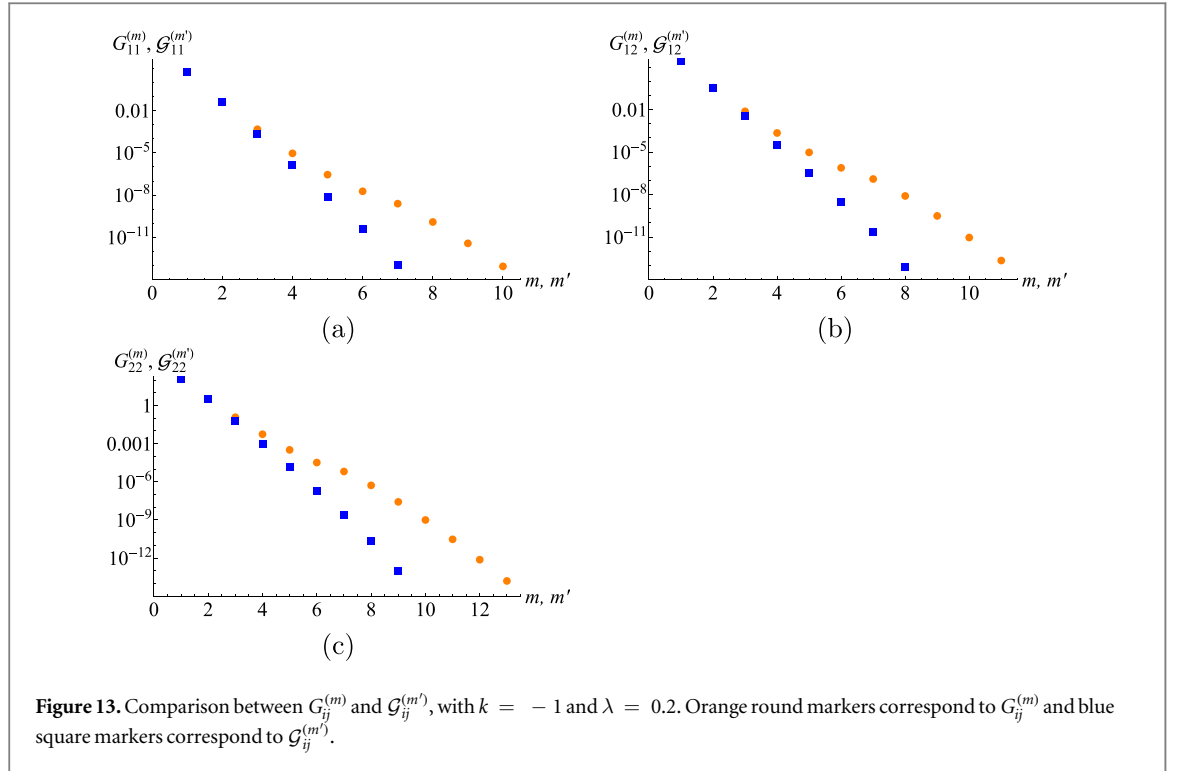 G_{11}^{(m)}, 𝒢_{11}^{(m')}
0.01
10^{-5}
10^{-8}
10^{-11}
0 2 4 6 8 10 m, m'
(a)
G_{12}^{(m)}, 𝒢_{12}^{(m')}
0.01
10^{-5}
10^{-8}
10^{-11}
0 2 4 6 8 10 m, m'
(b)
G_{22}^{(m)}, 𝒢_{22}^{(m')}
1
0.001
10^{-6}
10^{-9}
10^{-12}
0 2 4 6 8 10 12 m, m'
(c)
Figure 13. Comparison between G_{ij}^{(m)} and 𝒢_{ij}^{(m')}, with k = − 1 and λ = 0.2. Orange round markers correspond to G_{ij}^{(m)} and blue
square markers correspond to 𝒢_{ij}^{(m')}.